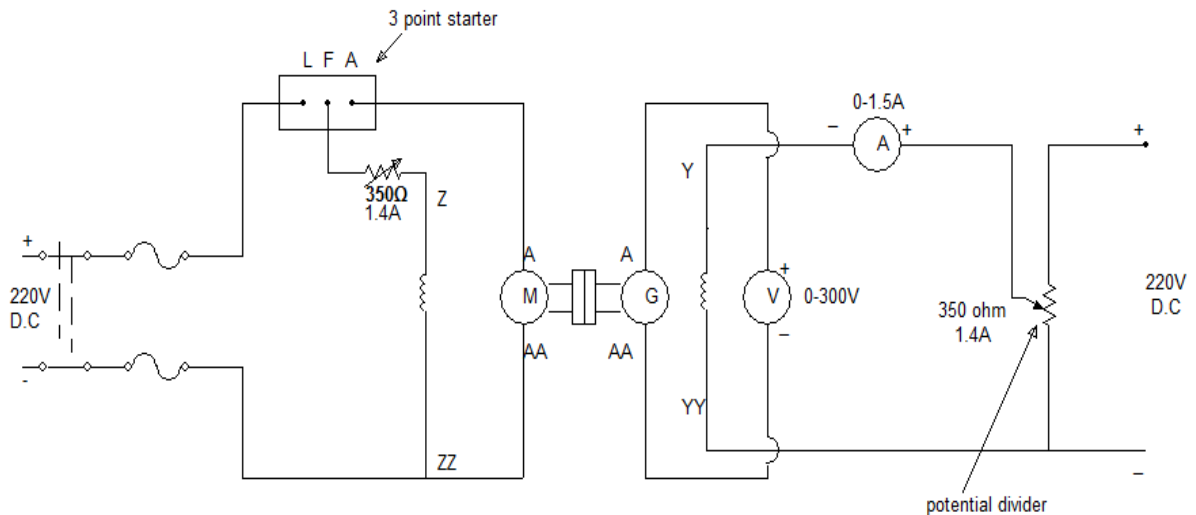 3 point starter
L F A
0-1.5A
– A +
+
350Ω
1.4A
Z
Y
+
220V
D.C
-
A
M
AA
A
G
AA
+
V
–
0-300V
350 ohm
1.4A
220V
D.C
YY
ZZ
–
potential divider